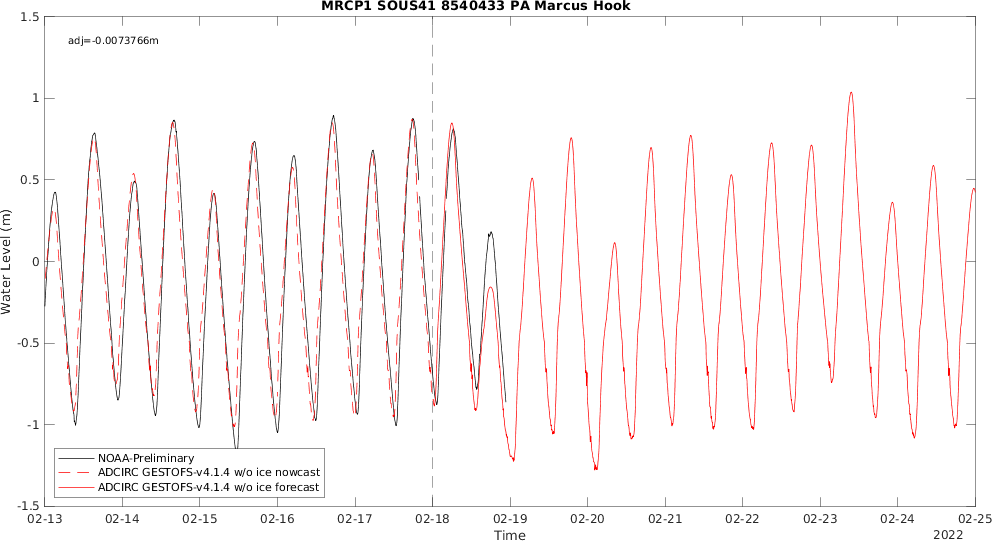 MRCP1 SOUS41 8540433 PA Marcus Hook
adj=-0.0073766m
1.5
1
0.5
0
-0.5
-1
-1.5
Water Level (m)
NOAA-Preliminary
ADCIRC GESTOFS-v4.1.4 w/o ice nowcast
ADCIRC GESTOFS-v4.1.4 w/o ice forecast
02-13 02-14 02-15 02-16 02-17 02-18 02-19 02-20 02-21 02-22 02-23 02-24 02-25
Time
2022